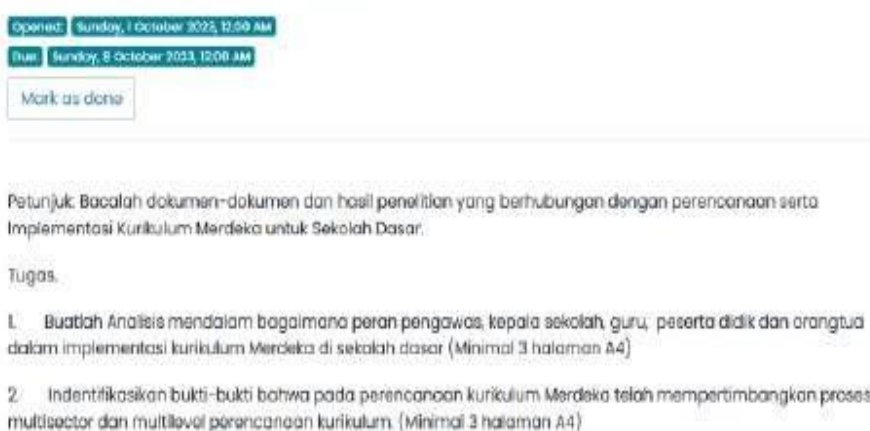 Opened: Sunday, 1 October 2023, 12:00 AM
Due: Sunday, 8 October 2023, 12:00 AM
Mark as done
Petunjuk: Bacalah dokumen-dokumen dan hasil penelitian yang berhubungan dengan perencanaan serta
Implementasi Kurikulum Merdeka untuk Sekolah Dasar.
Tugas.
1. Buatlah Analisis mendalam bagaimana peran pengawas, kepala sekolah, guru, peserta didik dan orangtua
dalam implementasi kurikulum Merdeka di sekolah dasar (Minimal 3 halaman A4)
2. Indentifikasikan bukti-bukti bahwa pada perencanaan kurikulum Merdeka telah mempertimbangkan proses
multisector dan multilevel perencanaan kurikulum. (Minimal 3 halaman A4)